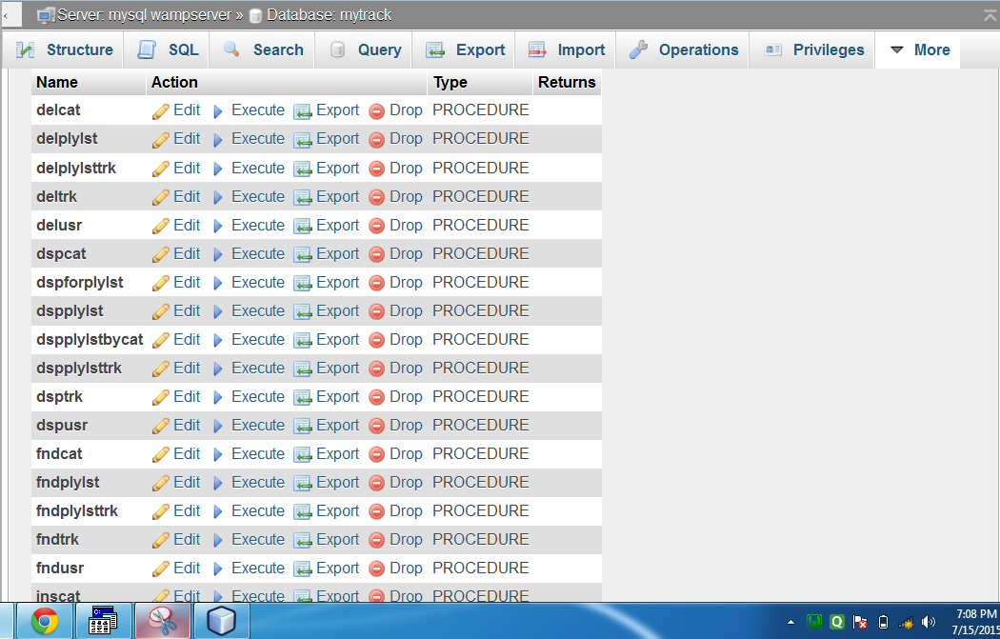 Server: mysql wampserver » Database: mytrack
Structure SQL Search Query Export Import Operations Privileges More
Name Action Type Returns
delcat Edit Execute Export Drop PROCEDURE
delplylst Edit Execute Export Drop PROCEDURE
delplylsttrk Edit Execute Export Drop PROCEDURE
deltrk Edit Execute Export Drop PROCEDURE
delusr Edit Execute Export Drop PROCEDURE
dspcat Edit Execute Export Drop PROCEDURE
dspforplylst Edit Execute Export Drop PROCEDURE
dspplylst Edit Execute Export Drop PROCEDURE
dspplylstbycat Edit Execute Export Drop PROCEDURE
dspplylsttrk Edit Execute Export Drop PROCEDURE
dsptrk Edit Execute Export Drop PROCEDURE
dspusr Edit Execute Export Drop PROCEDURE
fndcat Edit Execute Export Drop PROCEDURE
fndplylst Edit Execute Export Drop PROCEDURE
fndplylsttrk Edit Execute Export Drop PROCEDURE
fndtrk Edit Execute Export Drop PROCEDURE
fndusr Edit Execute Export Drop PROCEDURE
inscat Edit Execute Export Drop PROCEDURE
7:08 PM
7/15/2015